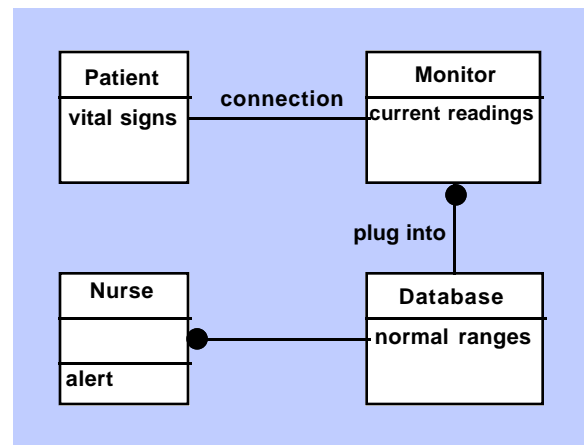 Patient
vital signs
connection
Monitor
current readings
plug into
Nurse
alert
Database
normal ranges